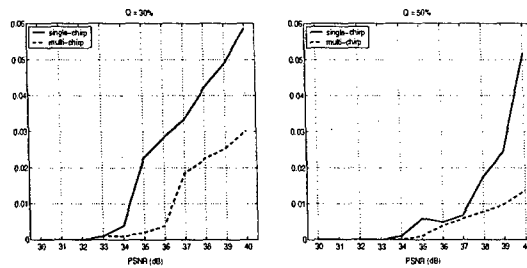 Q = 30%
0.06
0.05
0.04
0.03
0.02
0.01
0
single-chirp
multi-chirp
30 31 32 33 34 35 36 37 38 39 40
PSNR (dB)
Q = 50%
0.06
0.05
0.04
0.03
0.02
0.01
0
single-chirp
multi-chirp
30 31 32 33 34 35 36 37 38 39 40
PSNR (dB)